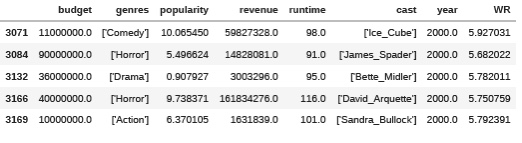 budget genres popularity revenue runtime cast year WR
3071 11000000.0 ['Comedy'] 10.065450 59827328.0 98.0 ['Ice_Cube'] 2000.0 5.927031
3084 90000000.0 ['Horror'] 5.496624 14828081.0 91.0 ['James_Spader'] 2000.0 5.682022
3132 36000000.0 ['Drama'] 0.907927 3003296.0 95.0 ['Bette_Midler'] 2000.0 5.782011
3166 40000000.0 ['Horror'] 9.738371 161834276.0 116.0 ['David_Arquette'] 2000.0 5.750759
3169 10000000.0 ['Action'] 6.370105 1631839.0 101.0 ['Sandra_Bullock'] 2000.0 5.792391